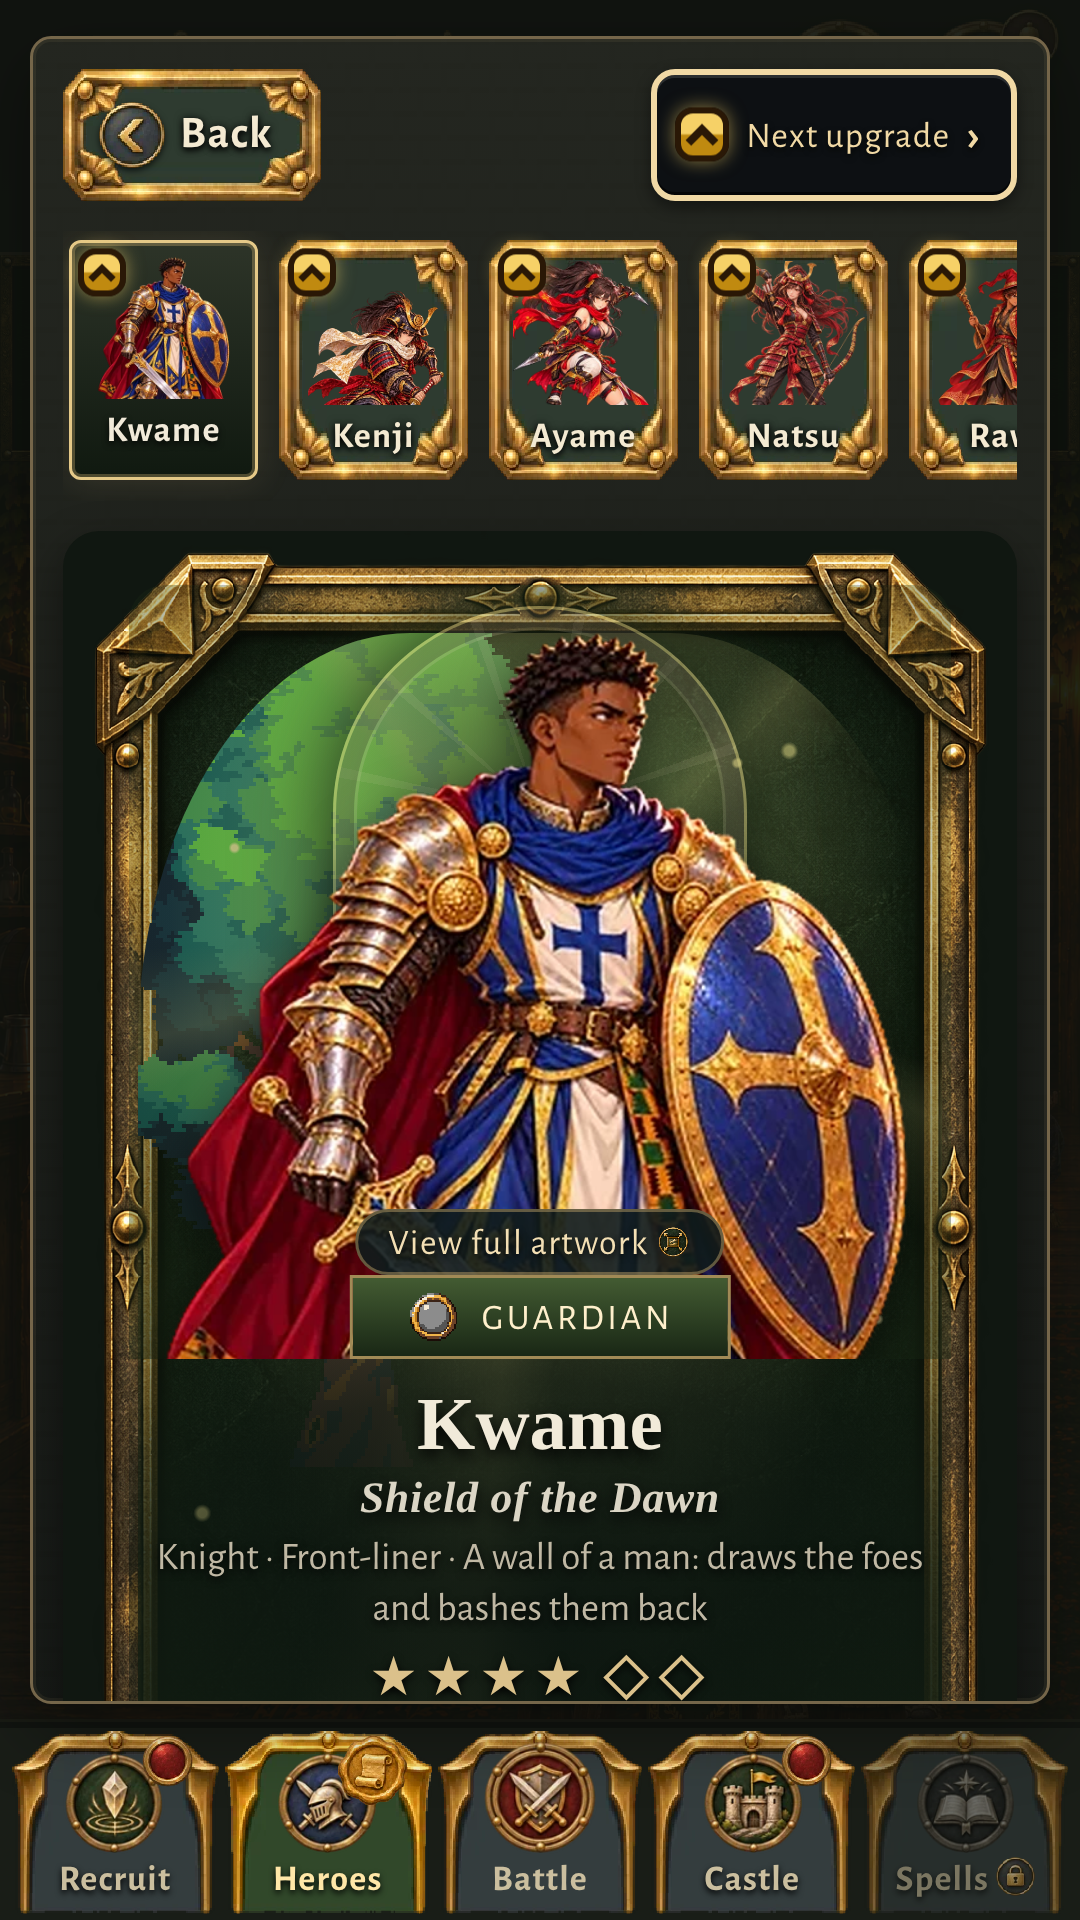 Back
Next upgrade ›
Kwame
Kenji
Ayame
Natsu
View full artwork
GUARDIAN
Kwame
Shield of the Dawn
Knight · Front-liner · A wall of a man: draws the foes
and bashes them back
Recruit
Heroes
Battle
Castle
Spells